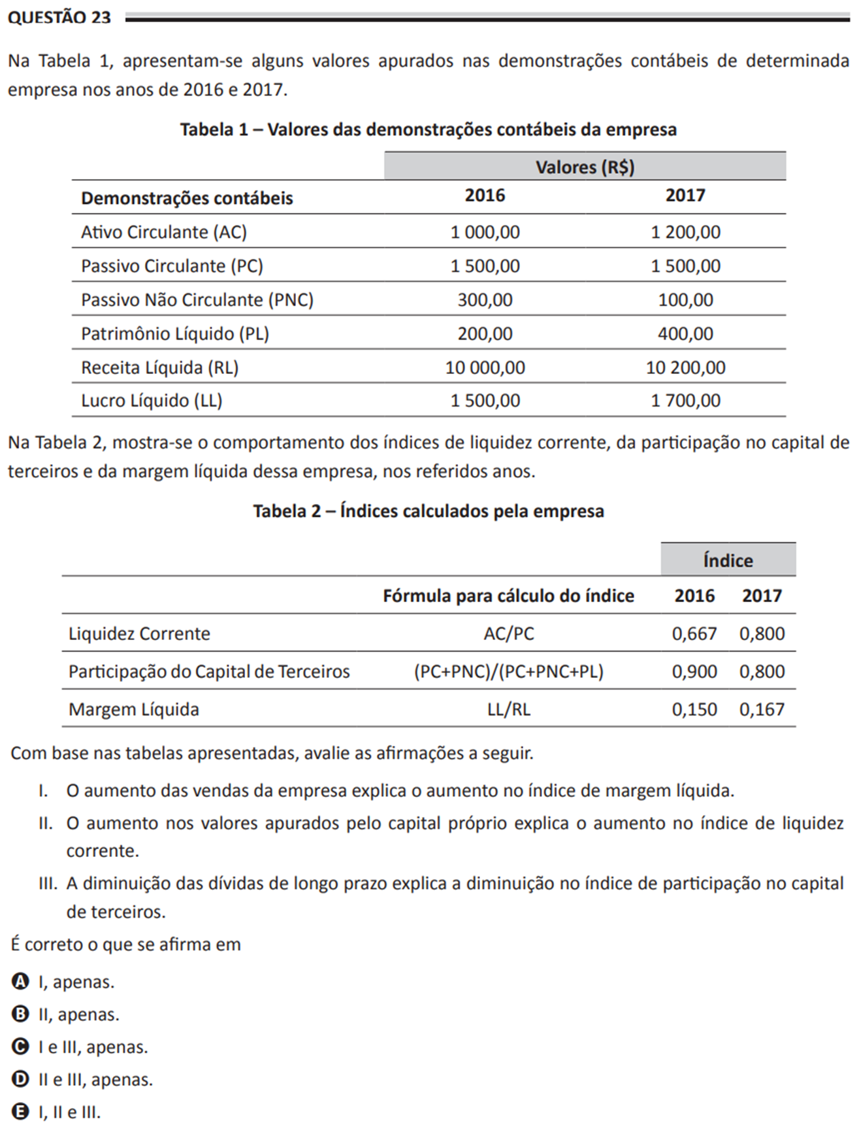 QUESTÃO 23
Na Tabela 1, apresentam-se alguns valores apurados nas demonstrações contábeis de determinada
empresa nos anos de 2016 e 2017.
Tabela 1 – Valores das demonstrações contábeis da empresa
Valores (R$)
Demonstrações contábeis 2016 2017
Ativo Circulante (AC) 1 000,00 1 200,00
Passivo Circulante (PC) 1 500,00 1 500,00
Passivo Não Circulante (PNC) 300,00 100,00
Patrimônio Líquido (PL) 200,00 400,00
Receita Líquida (RL) 10 000,00 10 200,00
Lucro Líquido (LL) 1 500,00 1 700,00
Na Tabela 2, mostra-se o comportamento dos índices de liquidez corrente, da participação no capital de
terceiros e da margem líquida dessa empresa, nos referidos anos.
Tabela 2 – Índices calculados pela empresa
Índice
Fórmula para cálculo do índice 2016 2017
Liquidez Corrente AC/PC 0,667 0,800
Participação do Capital de Terceiros (PC+PNC)/(PC+PNC+PL) 0,900 0,800
Margem Líquida LL/RL 0,150 0,167
Com base nas tabelas apresentadas, avalie as afirmações a seguir.
I. O aumento das vendas da empresa explica o aumento no índice de margem líquida.
II. O aumento nos valores apurados pelo capital próprio explica o aumento no índice de liquidez
corrente.
III. A diminuição das dívidas de longo prazo explica a diminuição no índice de participação no capital
de terceiros.
É correto o que se afirma em
A I, apenas.
B II, apenas.
C I e III, apenas.
D II e III, apenas.
E I, II e III.